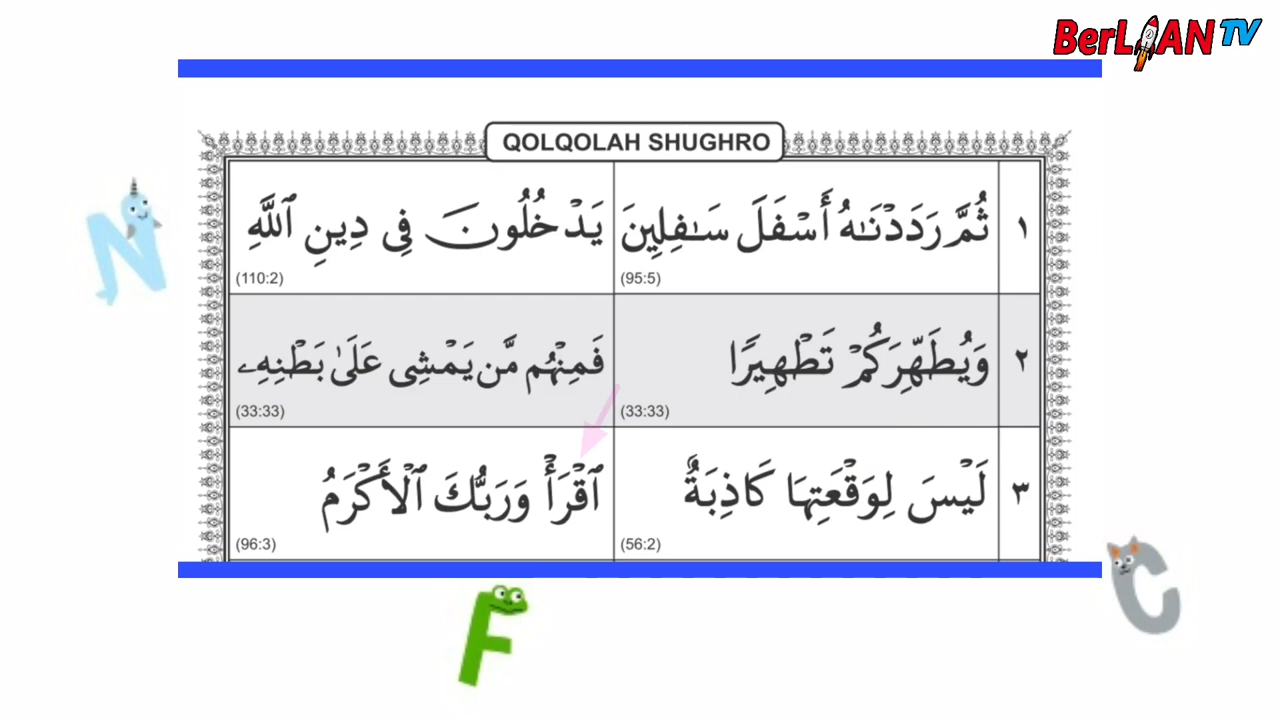 BerLiAN TV
QOLQOLAH SHUGHRO
١
ثُمَّ رَدَدْنَـٰهُ أَسْفَلَ سَـٰفِلِينَ
(95:5)
يَدْخُلُونَ فِى دِينِ ٱللَّهِ
(110:2)
٢
وَيُطَهِّرَكُمْ تَطْهِيرًا
(33:33)
فَمِنْهُم مَّن يَمْشِى عَلَىٰ بَطْنِهِۦ
(33:33)
٣
لَيْسَ لِوَقْعَتِهَا كَاذِبَةٌ
(56:2)
ٱقْرَأْ وَرَبُّكَ ٱلْأَكْرَمُ
(96:3)
N
F
C